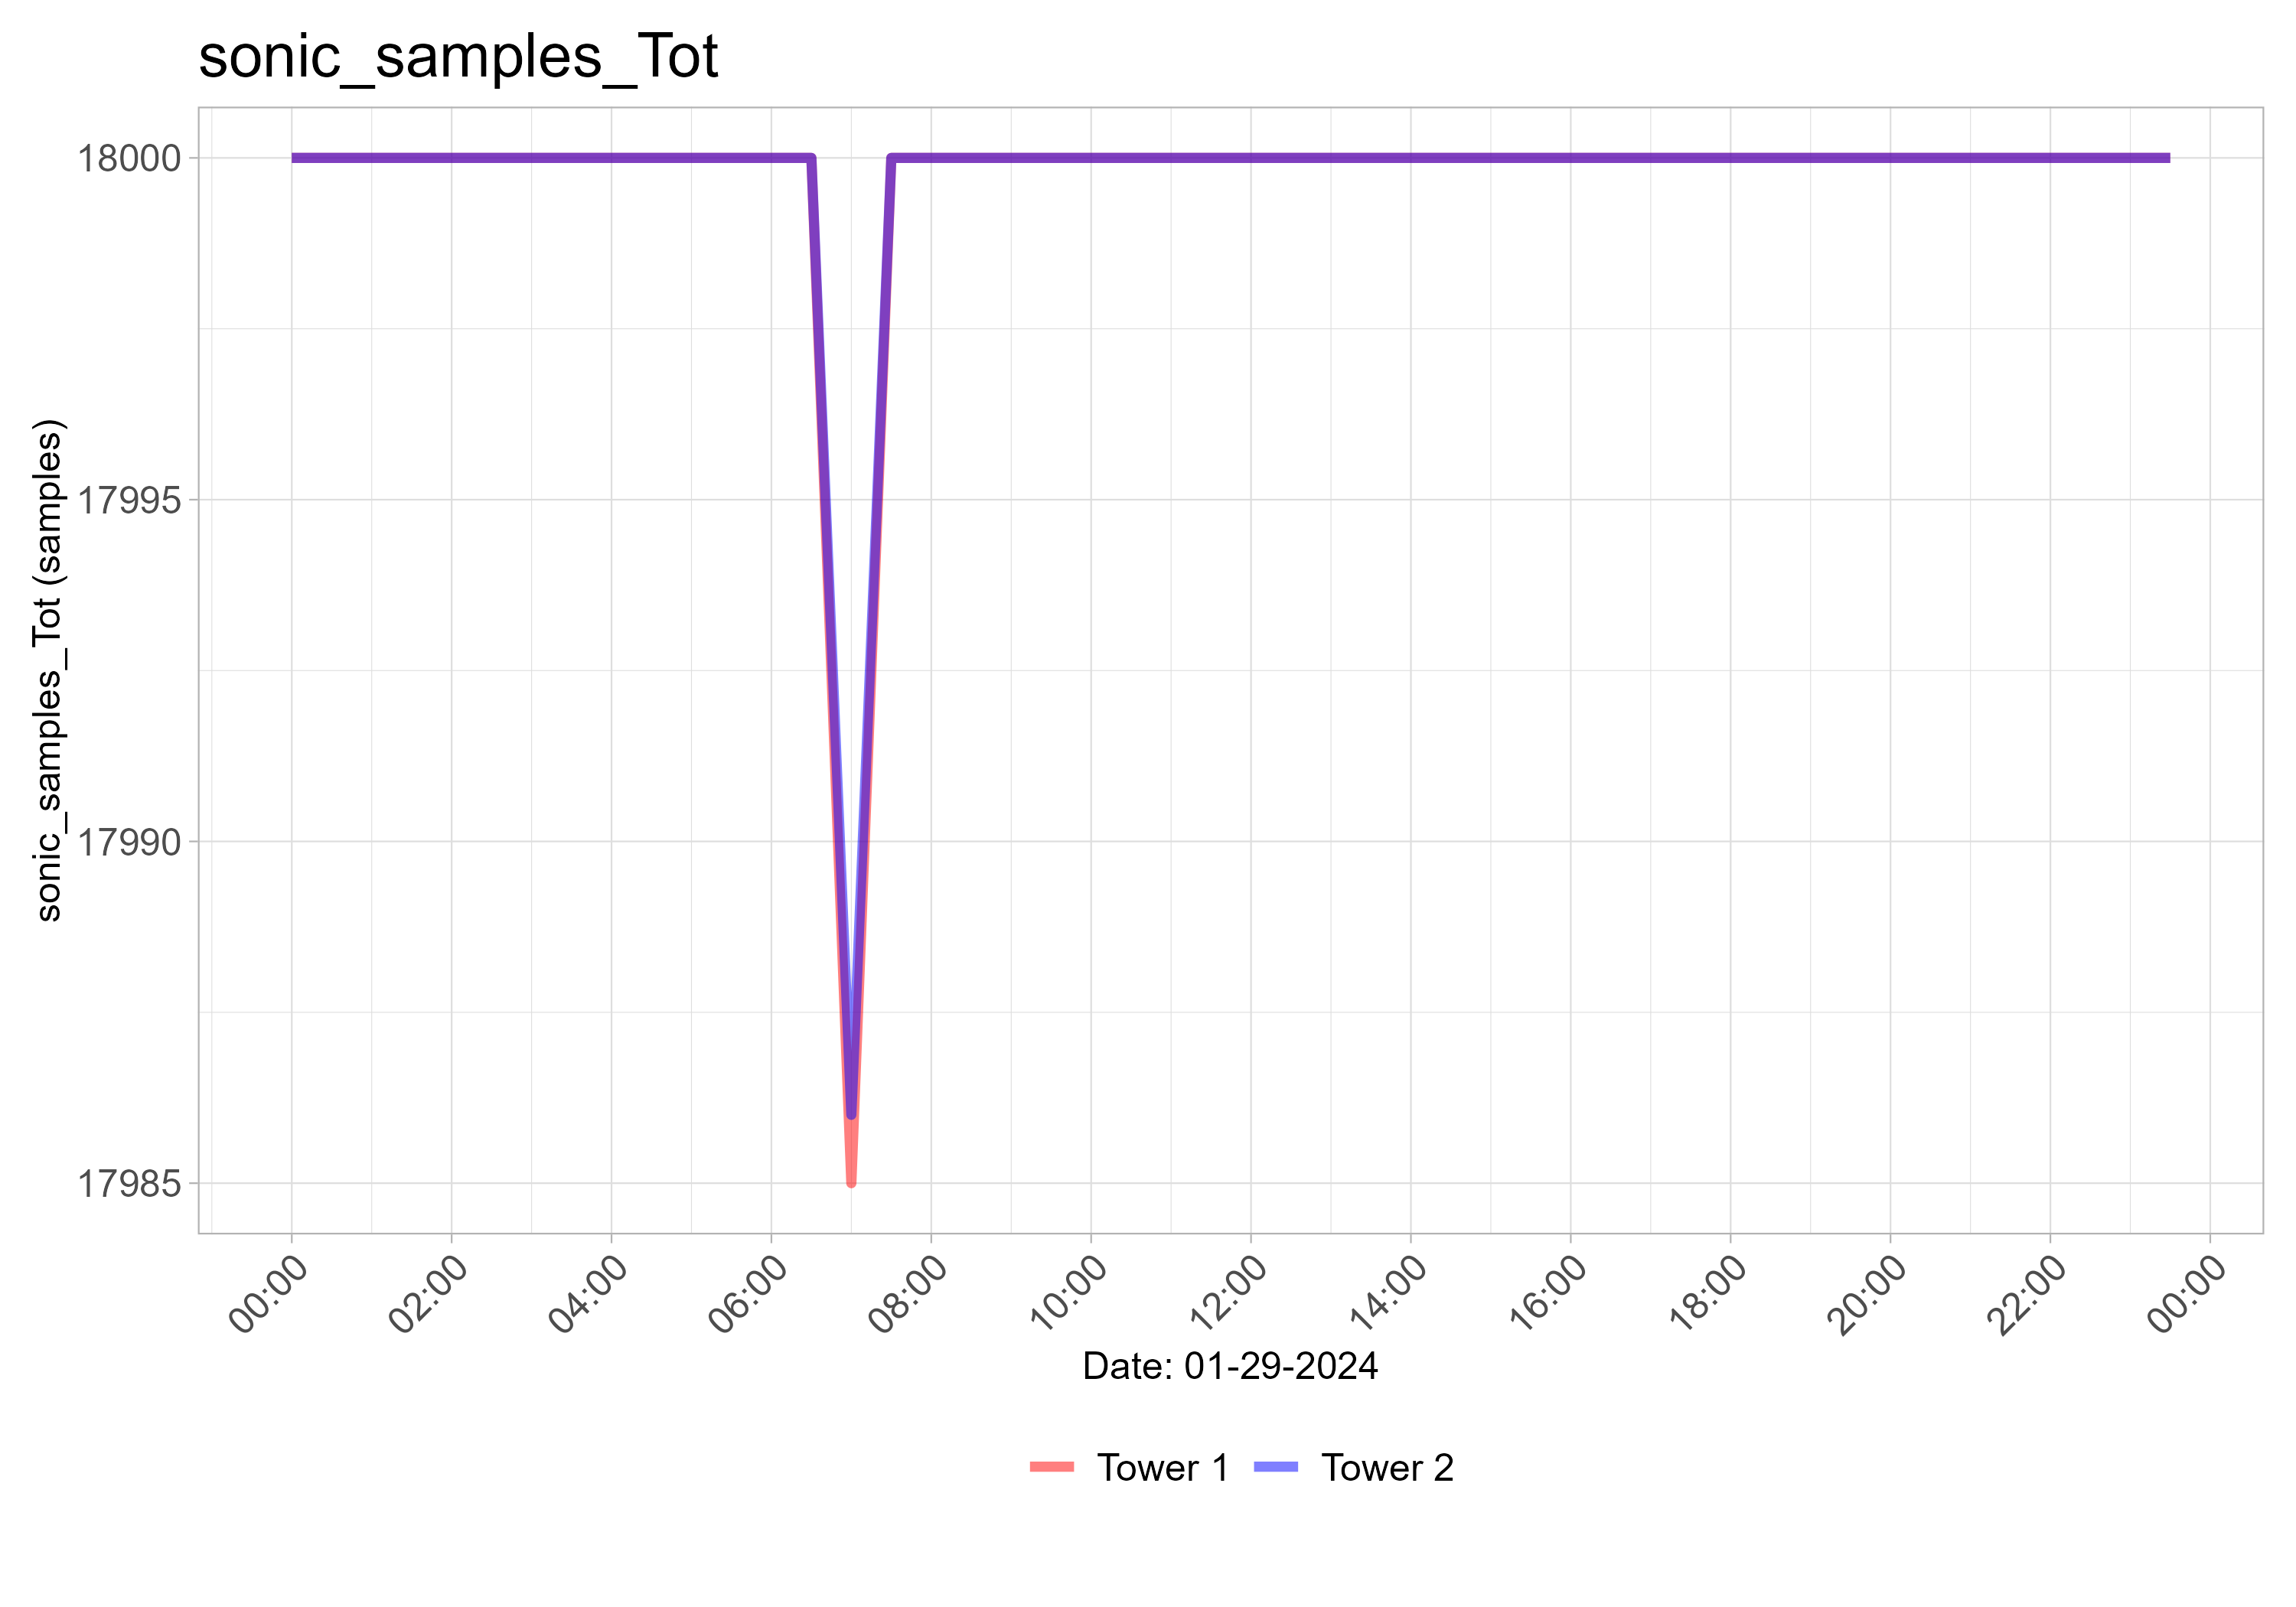 sonic_samples_Tot
sonic_samples_Tot (samples)
18000
17995
17990
17985
00:00 02:00 04:00 06:00 08:00 10:00 12:00 14:00 16:00 18:00 20:00 22:00 00:00
Date: 01-29-2024
Tower 1 Tower 2